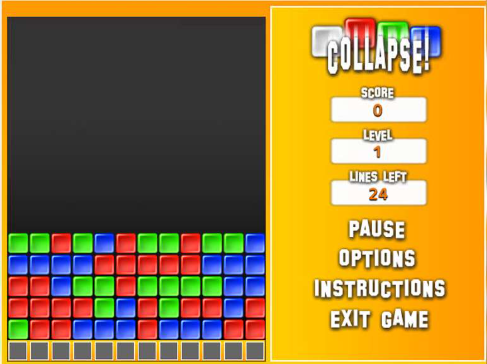 COLLAPSE!
SCORE
0
LEVEL
1
LINES LEFT
24
PAUSE
OPTIONS
INSTRUCTIONS
EXIT GAME